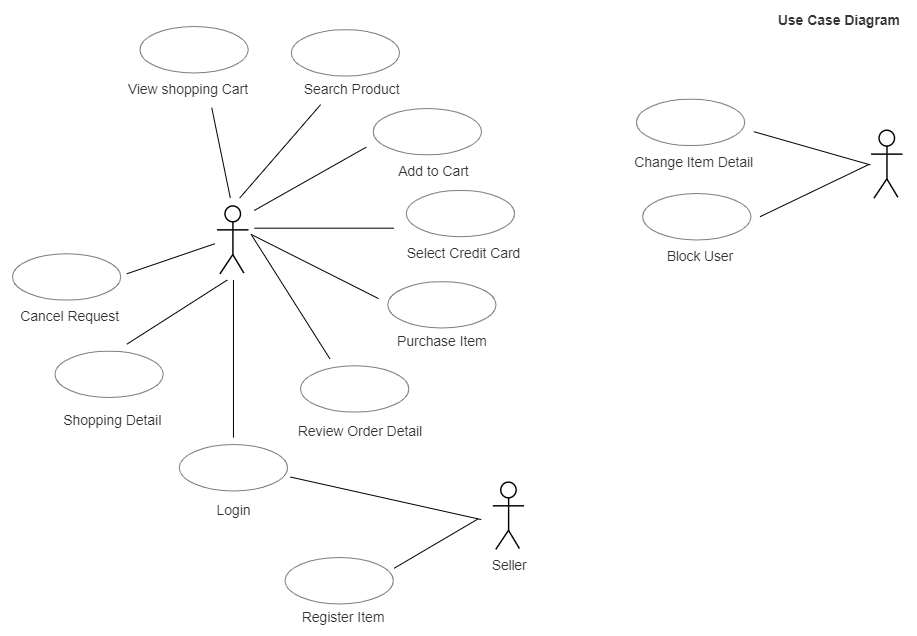 Use Case Diagram
View shopping Cart
Search Product
Add to Cart
Change Item Detail
Select Credit Card
Block User
Cancel Request
Purchase Item
Shopping Detail
Review Order Detail
Login
Seller
Register Item